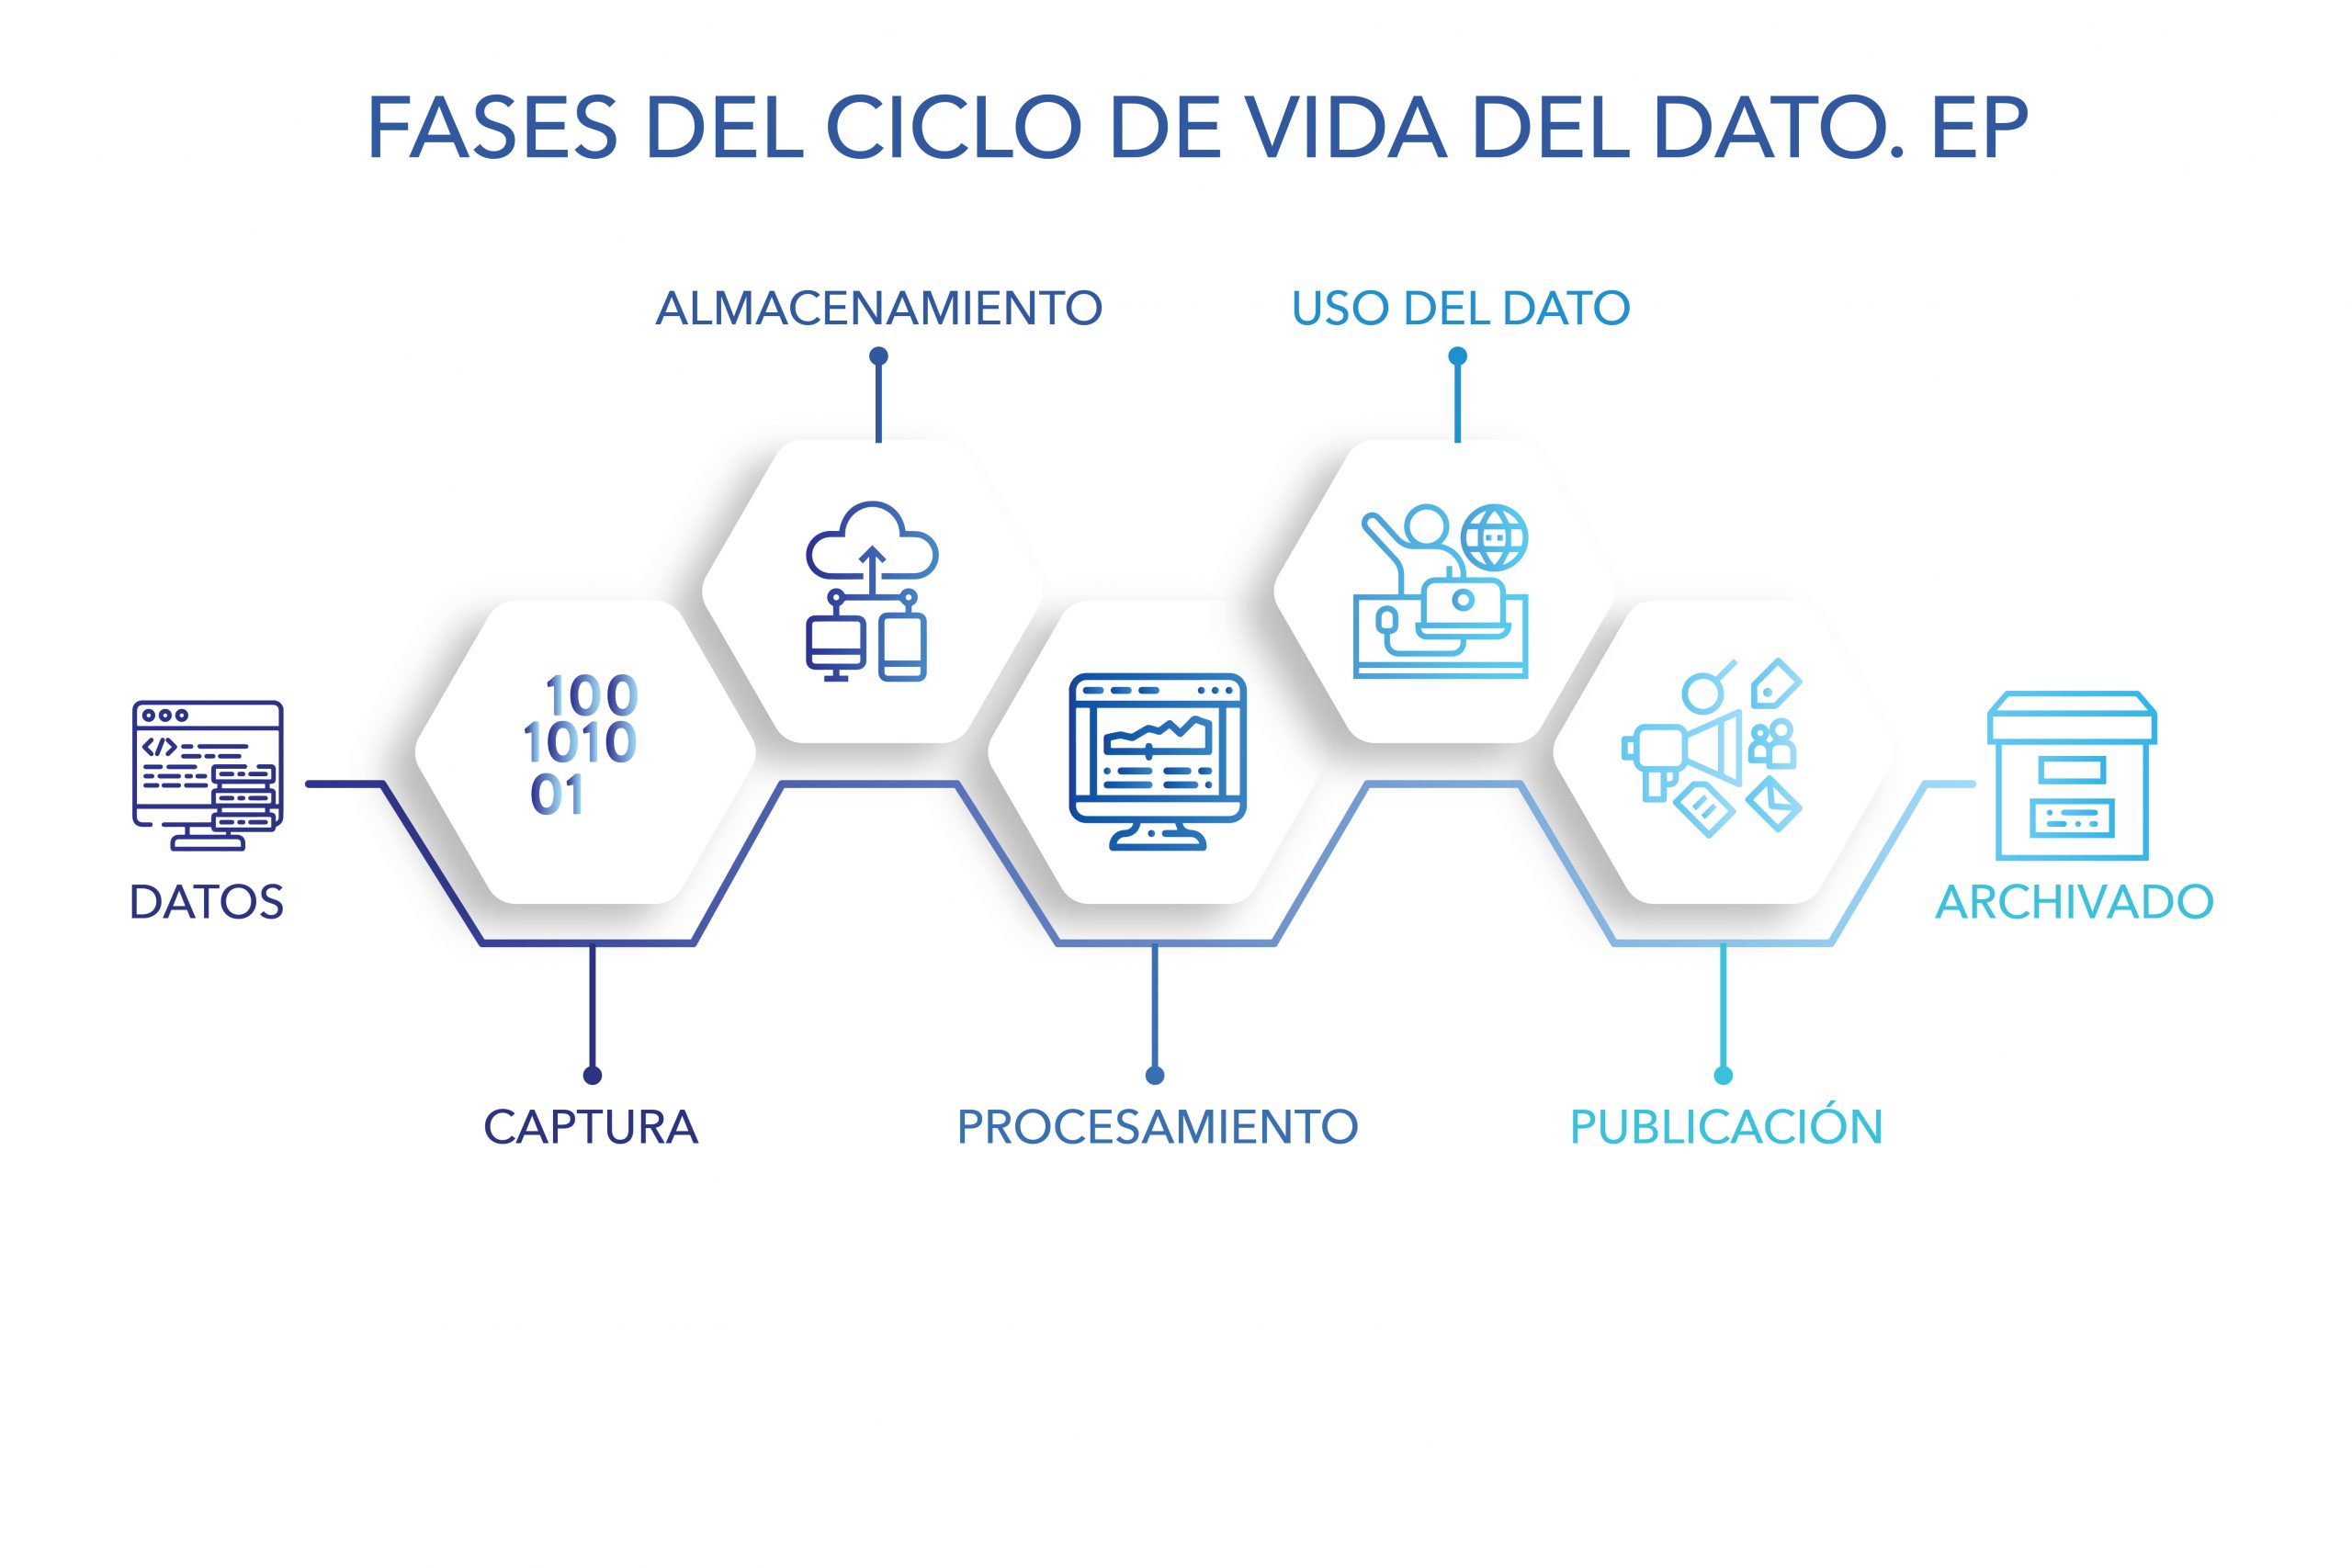 FASES DEL CICLO DE VIDA DEL DATO. EP
ALMACENAMIENTO
USO DEL DATO
100
1010
01
</>
DATOS
ARCHIVADO
CAPTURA
PROCESAMIENTO
PUBLICACIÓN